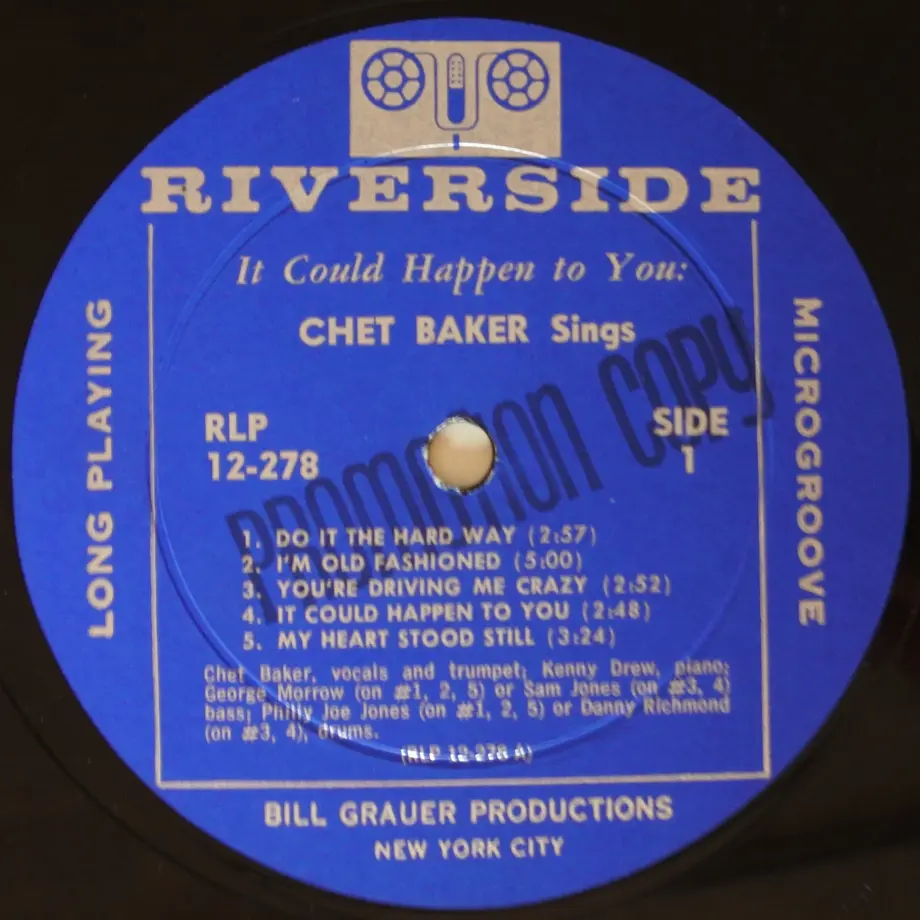 RIVERSIDE
It Could Happen to You:
CHET BAKER Sings
PROMOTION COPY
RLP
12-278
SIDE
1
LONG PLAYING
MICROGROOVE
1. DO IT THE HARD WAY (2:57)
2. I'M OLD FASHIONED (5:00)
3. YOU'RE DRIVING ME CRAZY (2:52)
4. IT COULD HAPPEN TO YOU (2:48)
5. MY HEART STOOD STILL (3:24)
Chet Baker, vocals and trumpet; Kenny Drew, piano;
George Morrow (on #1, 2, 5) or Sam Jones (on #3, 4)
bass; Philly Joe Jones (on #1, 2, 5) or Danny Richmond
(on #3, 4), drums.
(RLP 12-278 A)
BILL GRAUER PRODUCTIONS
NEW YORK CITY